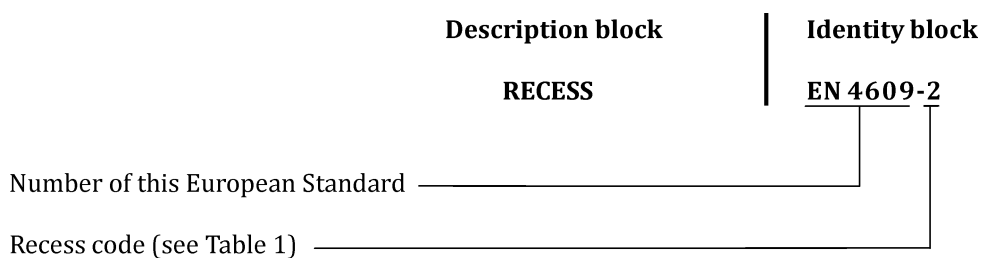 Description block Identity block
RECESS EN 4609-2
Number of this European Standard
Recess code (see Table 1)